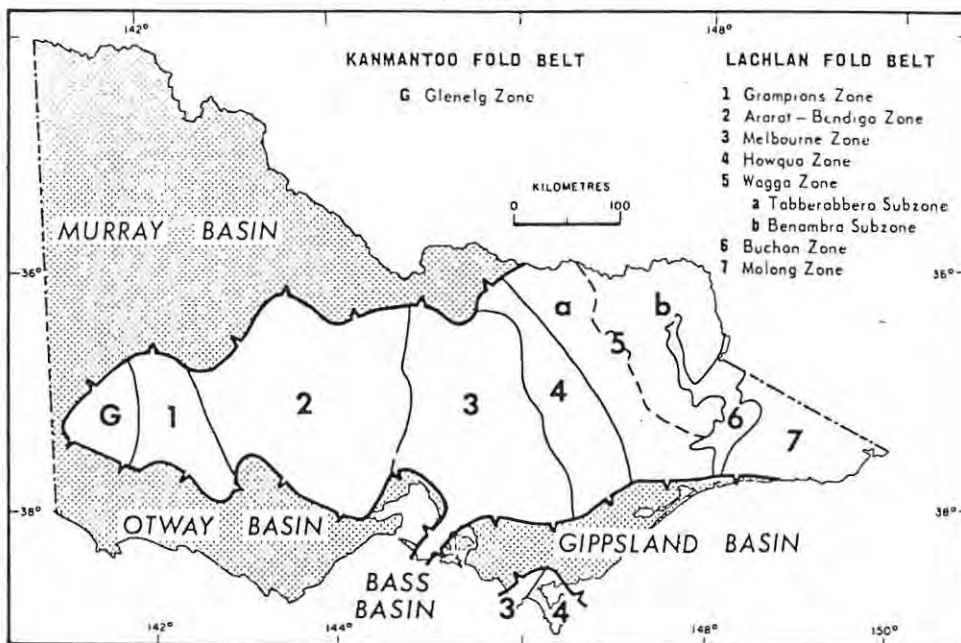 142°
148°
KANMANTOO FOLD BELT
G Glenelg Zone
LACHLAN FOLD BELT
1 Grampians Zone
2 Ararat – Bendigo Zone
3 Melbourne Zone
4 Howqua Zone
5 Wagga Zone
a Tabberabbera Subzone
b Benambra Subzone
6 Buchan Zone
7 Molong Zone
KILOMETRES
0 100
MURRAY BASIN
36°
36°
a
b
5
G
1
2
3
4
6
7
38°
38°
OTWAY BASIN
GIPPSLAND BASIN
BASS
BASIN
3
4
142°
144°
146°
148°
150°